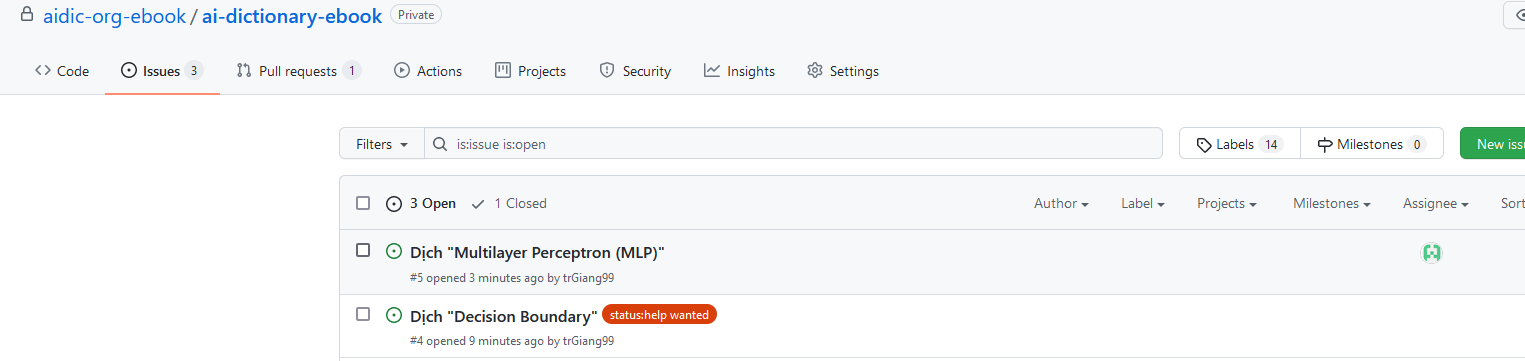 aidic-org-ebook / ai-dictionary-ebook Private
Code Issues 3 Pull requests 1 Actions Projects Security Insights Settings
Filters is:issue is:open Labels 14 Milestones 0 New issu
3 Open 1 Closed Author Label Projects Milestones Assignee Sort
Dịch "Multilayer Perceptron (MLP)"
#5 opened 3 minutes ago by trGiang99
Dịch "Decision Boundary" status:help wanted
#4 opened 9 minutes ago by trGiang99